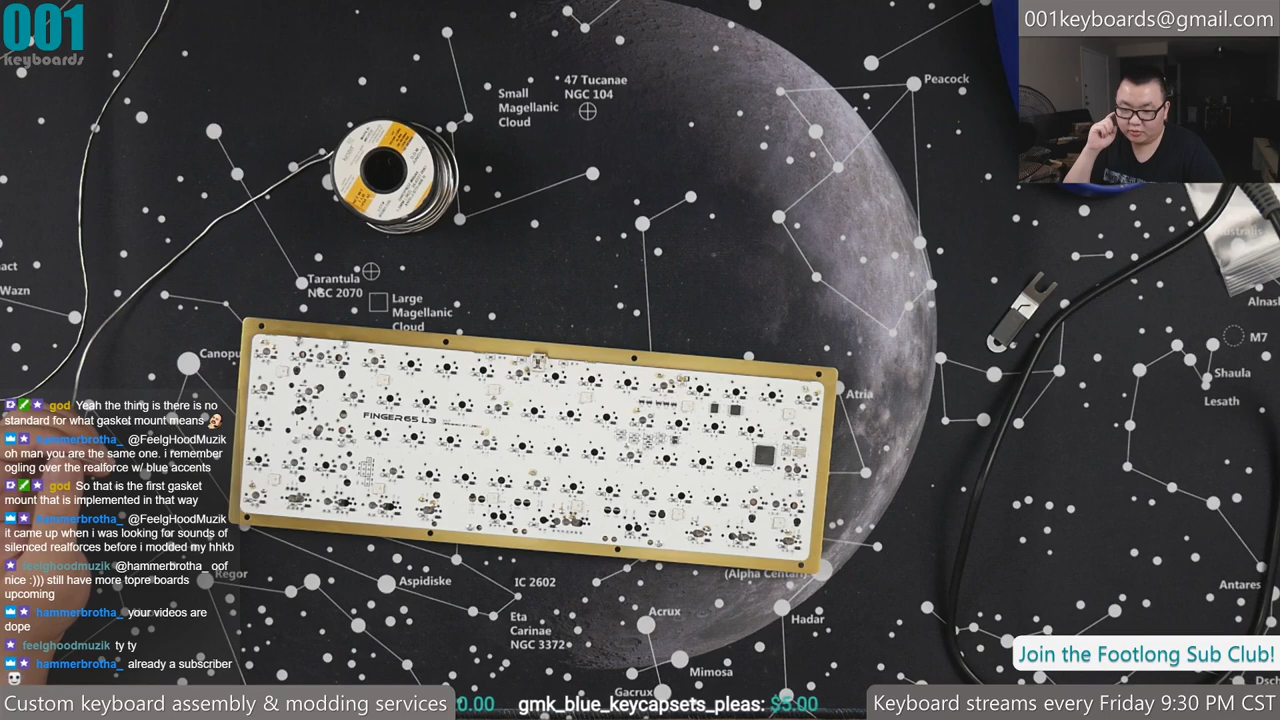 001
keyboards
001keyboards@gmail.com
47 Tucanae
NGC 104
Small
Magellanic
Cloud
Peacock
Tarantula
NGC 2070
Large
Magellanic
Cloud
Wazn
Canopu
Alnas
M7
Shaula
Lesath
Atria
FINGER65 L3
god Yeah the thing is there is no
standard for what gasket mount means
hammerbrotha_ @FeelgHoodMuzik
oh man you are the same one. i remember
ogling over the realforce w/ blue accents
god So that is the first gasket
mount that is implemented in that way
hammerbrotha_ @FeelgHoodMuzik
it came up when i was looking for sounds of
silenced realforces before i modded my hhkb
feelghoodmuzik @hammerbrotha_ oof
nice :))) still have more topre boards
upcoming
hammerbrotha_ your videos are
dope
feelghoodmuzik ty ty
hammerbrotha_ already a subscriber
Regor
Aspidiske
IC 2602
(Alpha Centari)
Antares
Eta
Carinae
NGC 3372
Acrux
Hadar
Mimosa
Gacrux
Join the Footlong Sub Club!
Custom keyboard assembly & modding services
0.00 gmk_blue_keycapsets_pleas: $5.00
Keyboard streams every Friday 9:30 PM CST